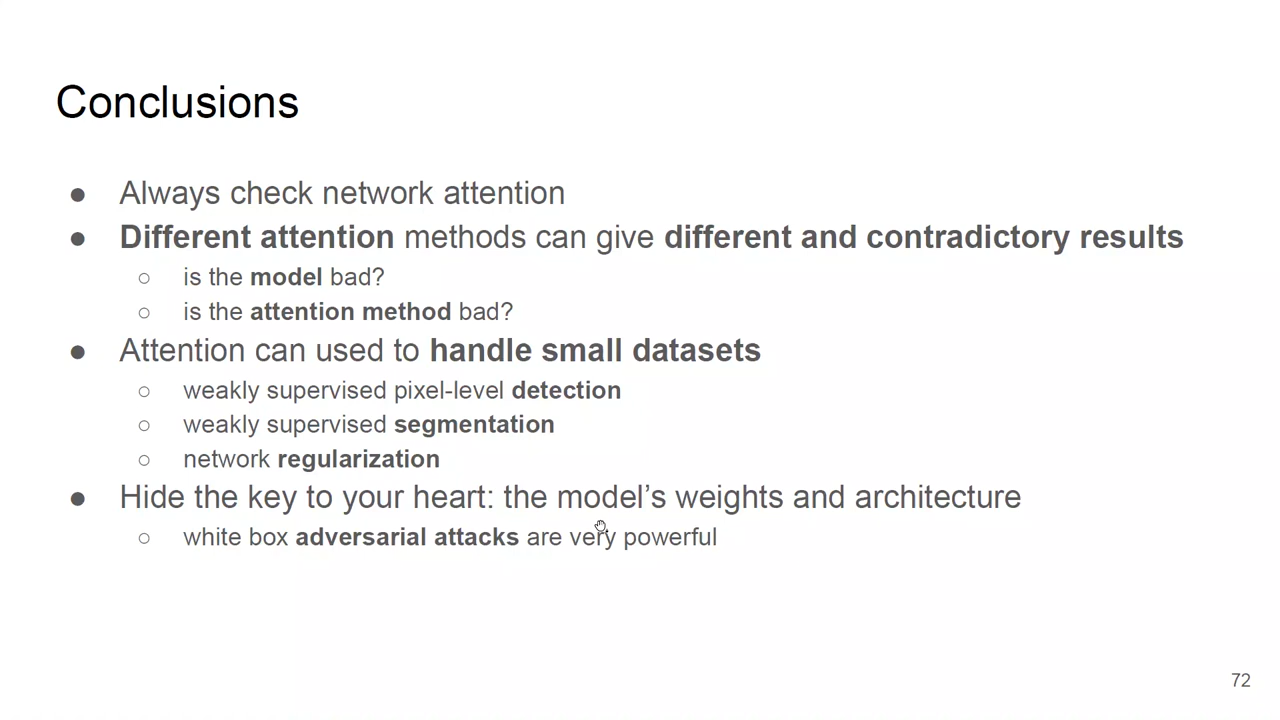 Conclusions
● Always check network attention
● Different attention methods can give different and contradictory results
○ is the model bad?
○ is the attention method bad?
● Attention can used to handle small datasets
○ weakly supervised pixel-level detection
○ weakly supervised segmentation
○ network regularization
● Hide the key to your heart: the model’s weights and architecture
○ white box adversarial attacks are very powerful
72